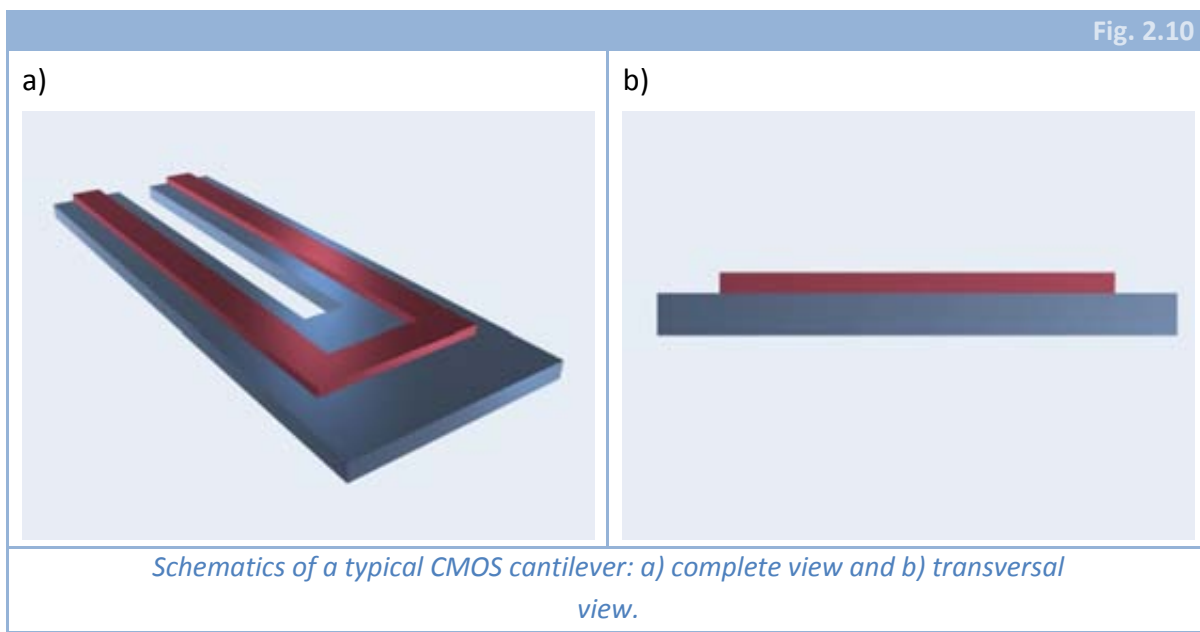 Fig. 2.10
a)
b)
Schematics of a typical CMOS cantilever: a) complete view and b) transversal
view.